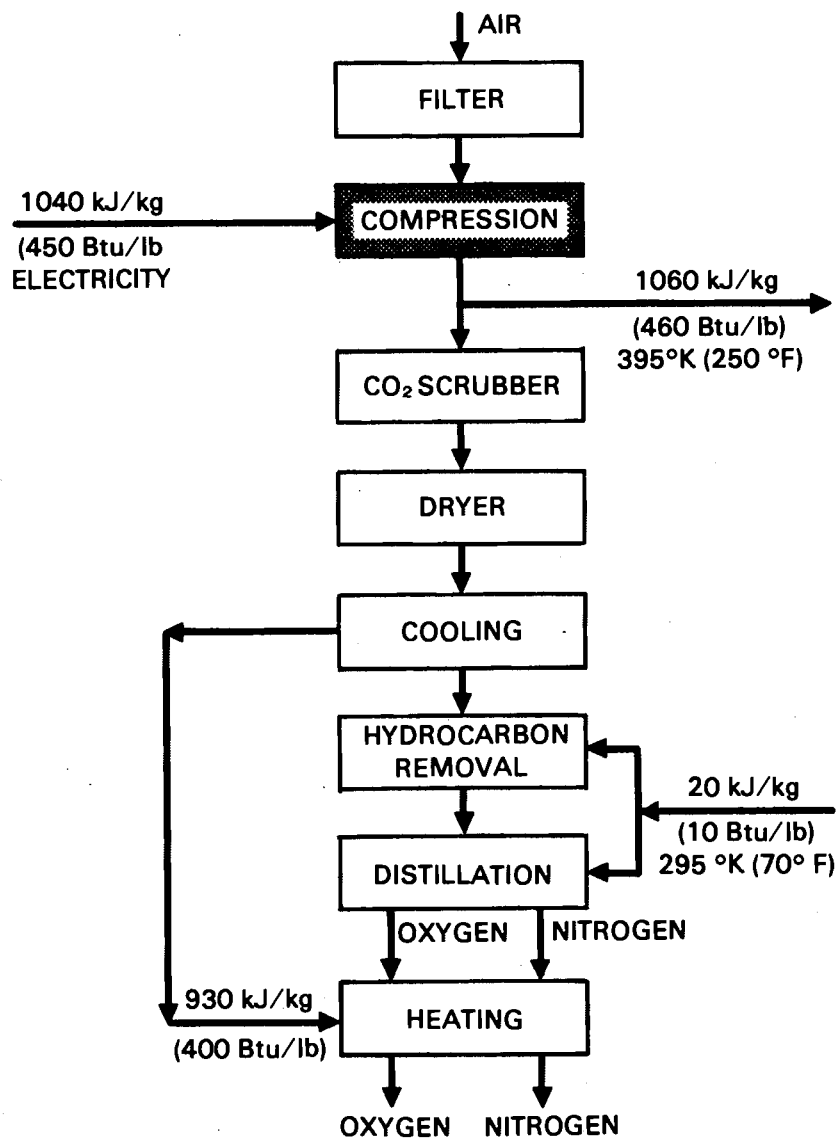 AIR
FILTER
1040 kJ/kg
(450 Btu/lb
ELECTRICITY
COMPRESSION
1060 kJ/kg
(460 Btu/lb)
395°K (250 °F)
CO₂ SCRUBBER
DRYER
COOLING
HYDROCARBON
REMOVAL
20 kJ/kg
(10 Btu/lb)
295 °K (70° F)
DISTILLATION
OXYGEN
NITROGEN
930 kJ/kg
(400 Btu/lb)
HEATING
OXYGEN
NITROGEN